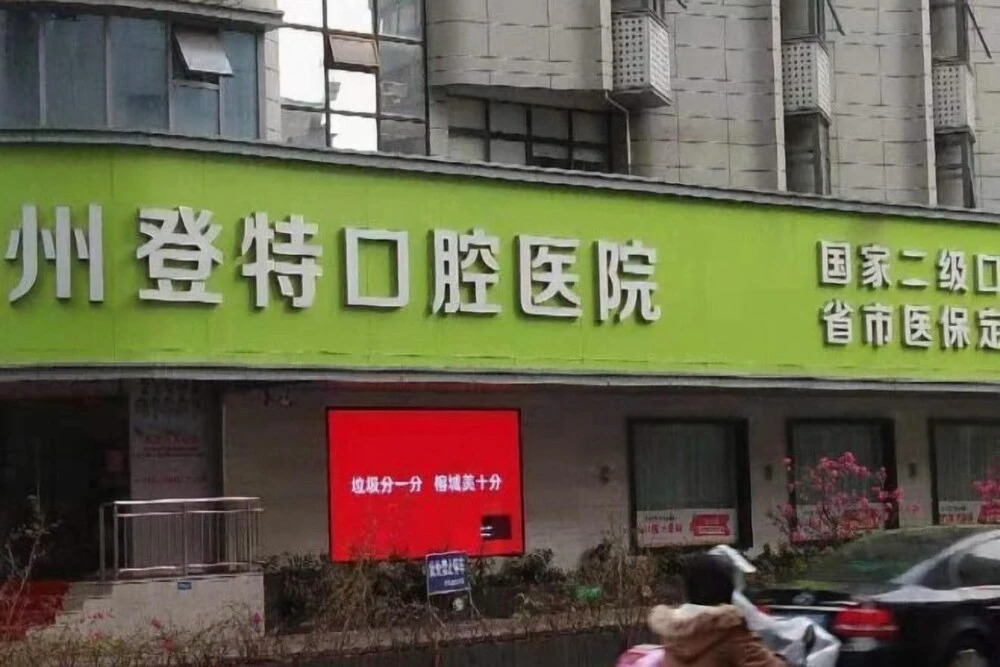 州登特口腔医院
国家二级口
省市医保定
垃圾分一分 榕城美十分